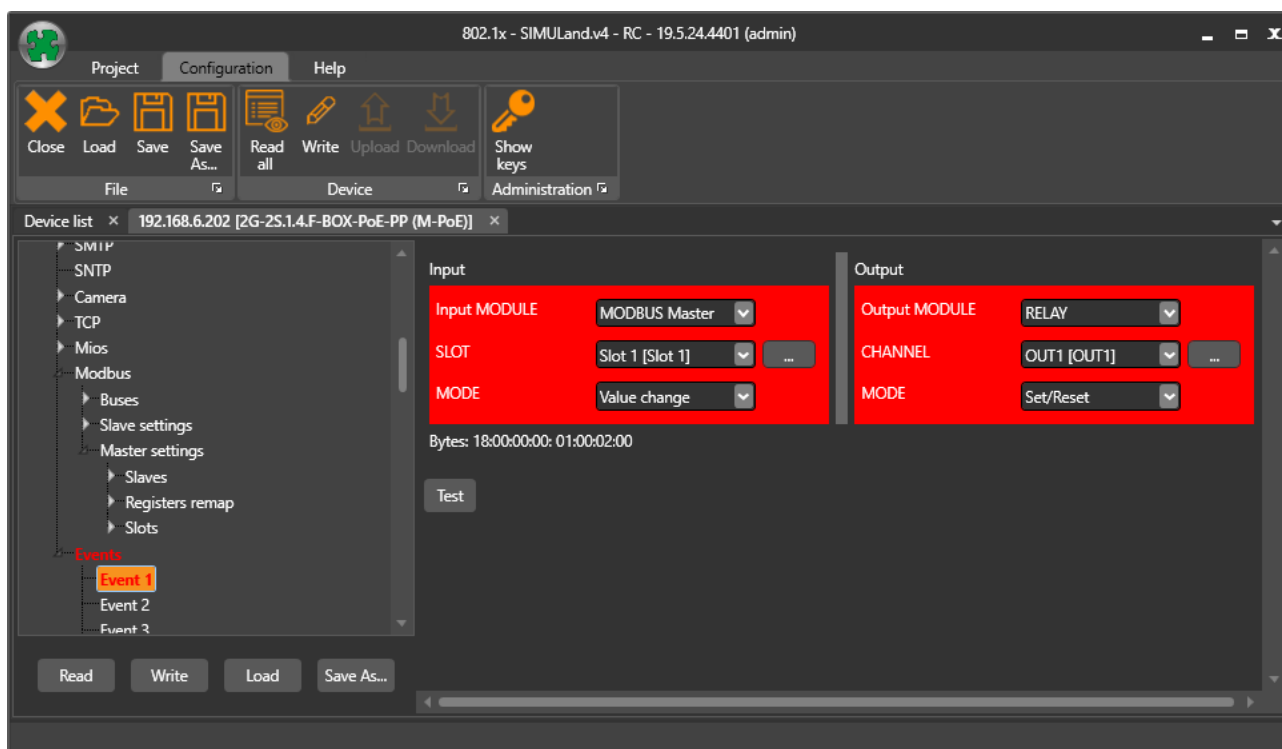 802.1x - SIMULand.v4 - RC - 19.5.24.4401 (admin)
Project Configuration Help
Close Load Save Save As... Read all Write Upload Download Show keys
File Device Administration
Device list × 192.168.6.202 [2G-2S.1.4.F-BOX-PoE-PP (M-PoE)] ×
SMTP
SNTP
Camera
TCP
Mios
Modbus
Buses
Slave settings
Master settings
Slaves
Registers remap
Slots
Events
Event 1
Event 2
Event 3
Read Write Load Save As...
Input
Input MODULE MODBUS Master
SLOT Slot 1 [Slot 1] ...
MODE Value change
Output
Output MODULE RELAY
CHANNEL OUT1 [OUT1] ...
MODE Set/Reset
Bytes: 18:00:00:00: 01:00:02:00
Test